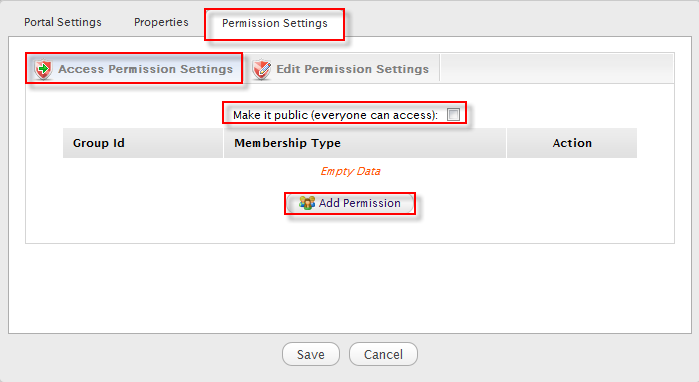 Portal Settings Properties Permission Settings
Access Permission Settings Edit Permission Settings
Make it public (everyone can access):
Group Id Membership Type Action
Empty Data
Add Permission
Save Cancel